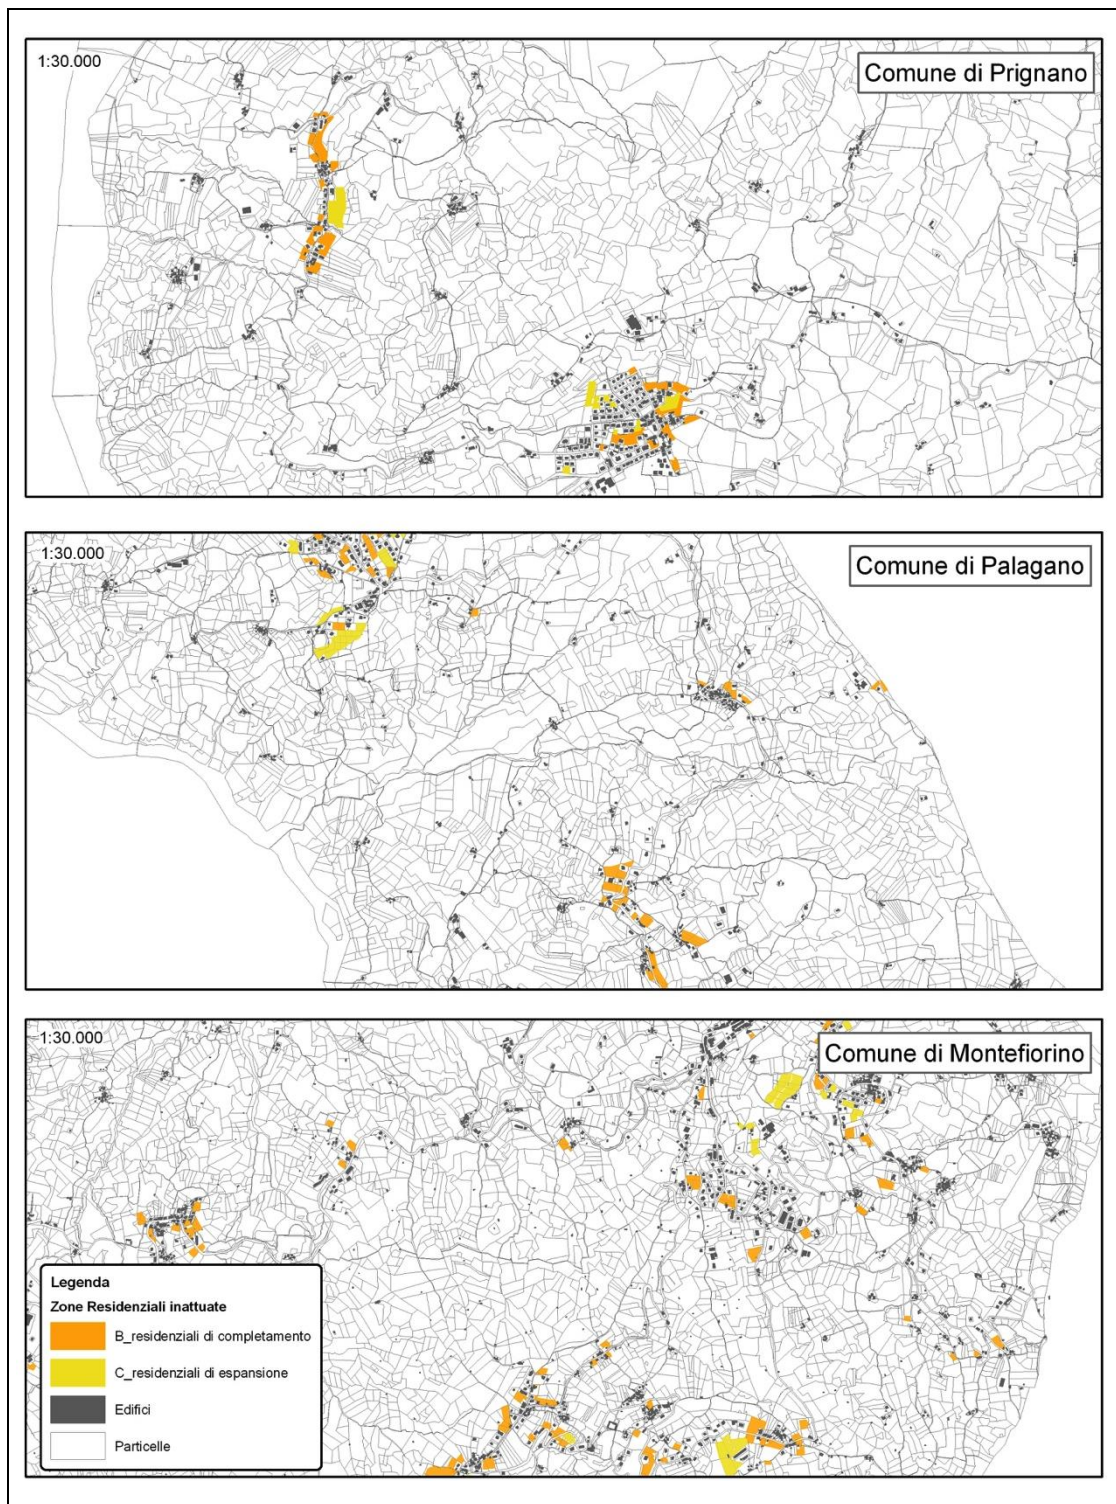 1:30.000
Comune di Prignano
1:30.000
Comune di Palagano
1:30.000
Comune di Montefiorino
Legenda
Zone Residenziali inattuate
B_residenziali di completamento
C_residenziali di espansione
Edifici
Particelle